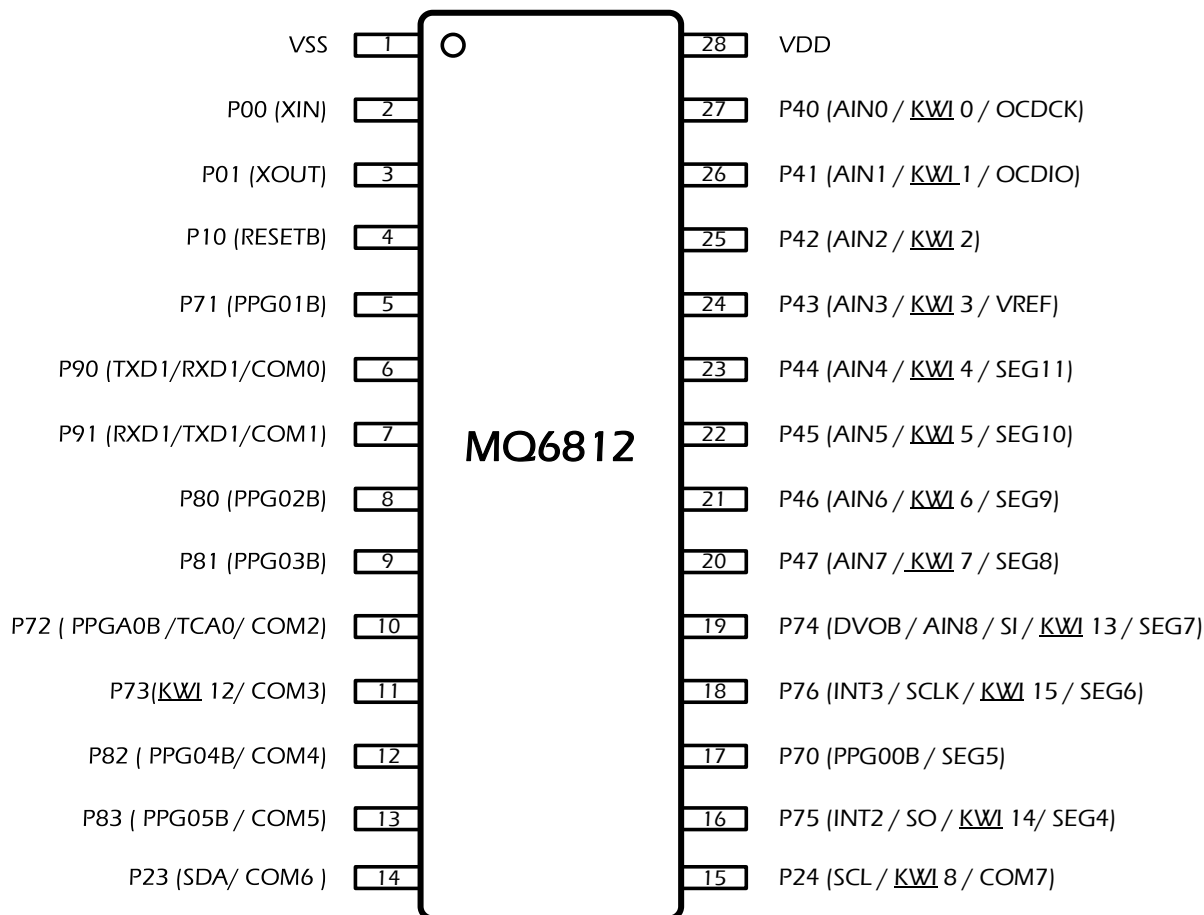 VSS 1 28 VDD
P00 (XIN) 2 27 P40 (AIN0 / KWI 0 / OCDCK)
P01 (XOUT) 3 26 P41 (AIN1 / KWI 1 / OCDIO)
P10 (RESETB) 4 25 P42 (AIN2 / KWI 2)
P71 (PPG01B) 5 24 P43 (AIN3 / KWI 3 / VREF)
P90 (TXD1/RXD1/COM0) 6 23 P44 (AIN4 / KWI 4 / SEG11)
P91 (RXD1/TXD1/COM1) 7 22 P45 (AIN5 / KWI 5 / SEG10)
MQ6812
P80 (PPG02B) 8 21 P46 (AIN6 / KWI 6 / SEG9)
P81 (PPG03B) 9 20 P47 (AIN7 / KWI 7 / SEG8)
P72 ( PPGA0B /TCA0/ COM2) 10 19 P74 (DVOB / AIN8 / SI / KWI 13 / SEG7)
P73(KWI 12/ COM3) 11 18 P76 (INT3 / SCLK / KWI 15 / SEG6)
P82 ( PPG04B/ COM4) 12 17 P70 (PPG00B / SEG5)
P83 ( PPG05B / COM5) 13 16 P75 (INT2 / SO / KWI 14/ SEG4)
P23 (SDA/ COM6 ) 14 15 P24 (SCL / KWI 8 / COM7)